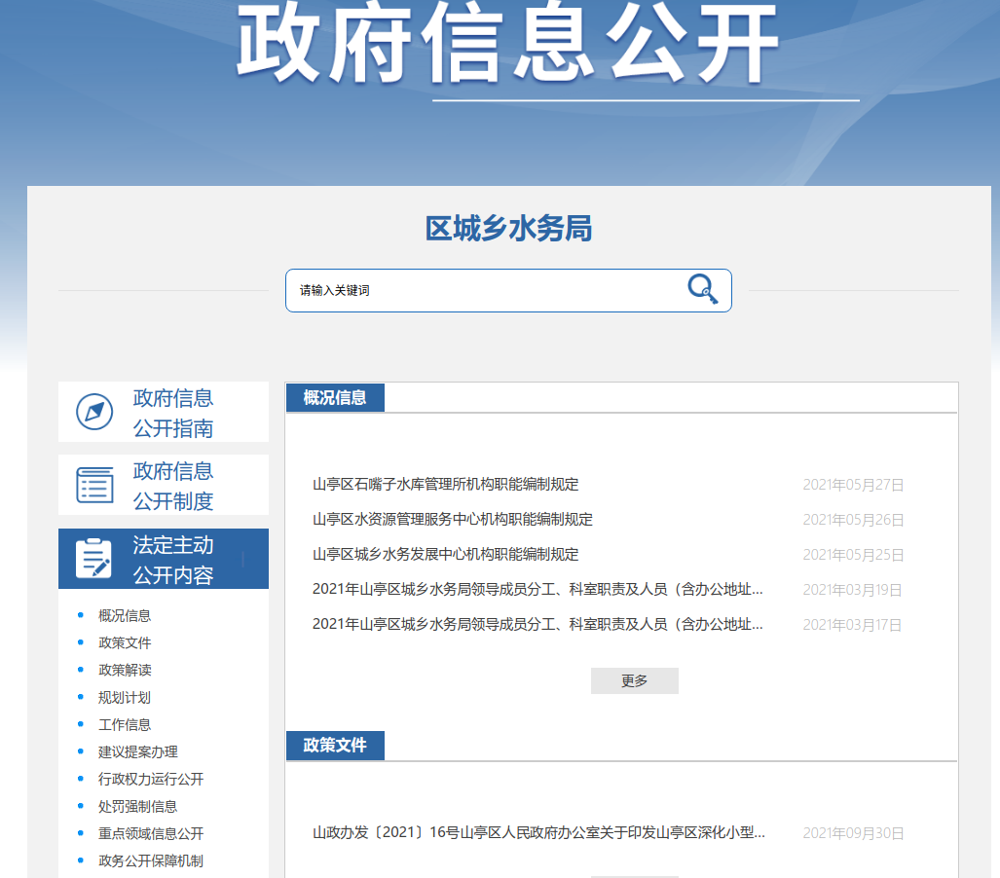 政府信息公开
区城乡水务局
请输入关键词
政府信息
公开指南
政府信息
公开制度
法定主动
公开内容
概况信息
政策文件
政策解读
规划计划
工作信息
建议提案办理
行政权力运行公开
处罚强制信息
重点领域信息公开
政务公开保障机制
概况信息
山亭区石嘴子水库管理所机构职能编制规定 2021年05月27日
山亭区水资源管理服务中心机构职能编制规定 2021年05月26日
山亭区城乡水务发展中心机构职能编制规定 2021年05月25日
2021年山亭区城乡水务局领导成员分工、科室职责及人员（含办公地址... 2021年03月19日
2021年山亭区城乡水务局领导成员分工、科室职责及人员（含办公地址... 2021年03月17日
更多
政策文件
山政办发〔2021〕16号山亭区人民政府办公室关于印发山亭区深化小型... 2021年09月30日